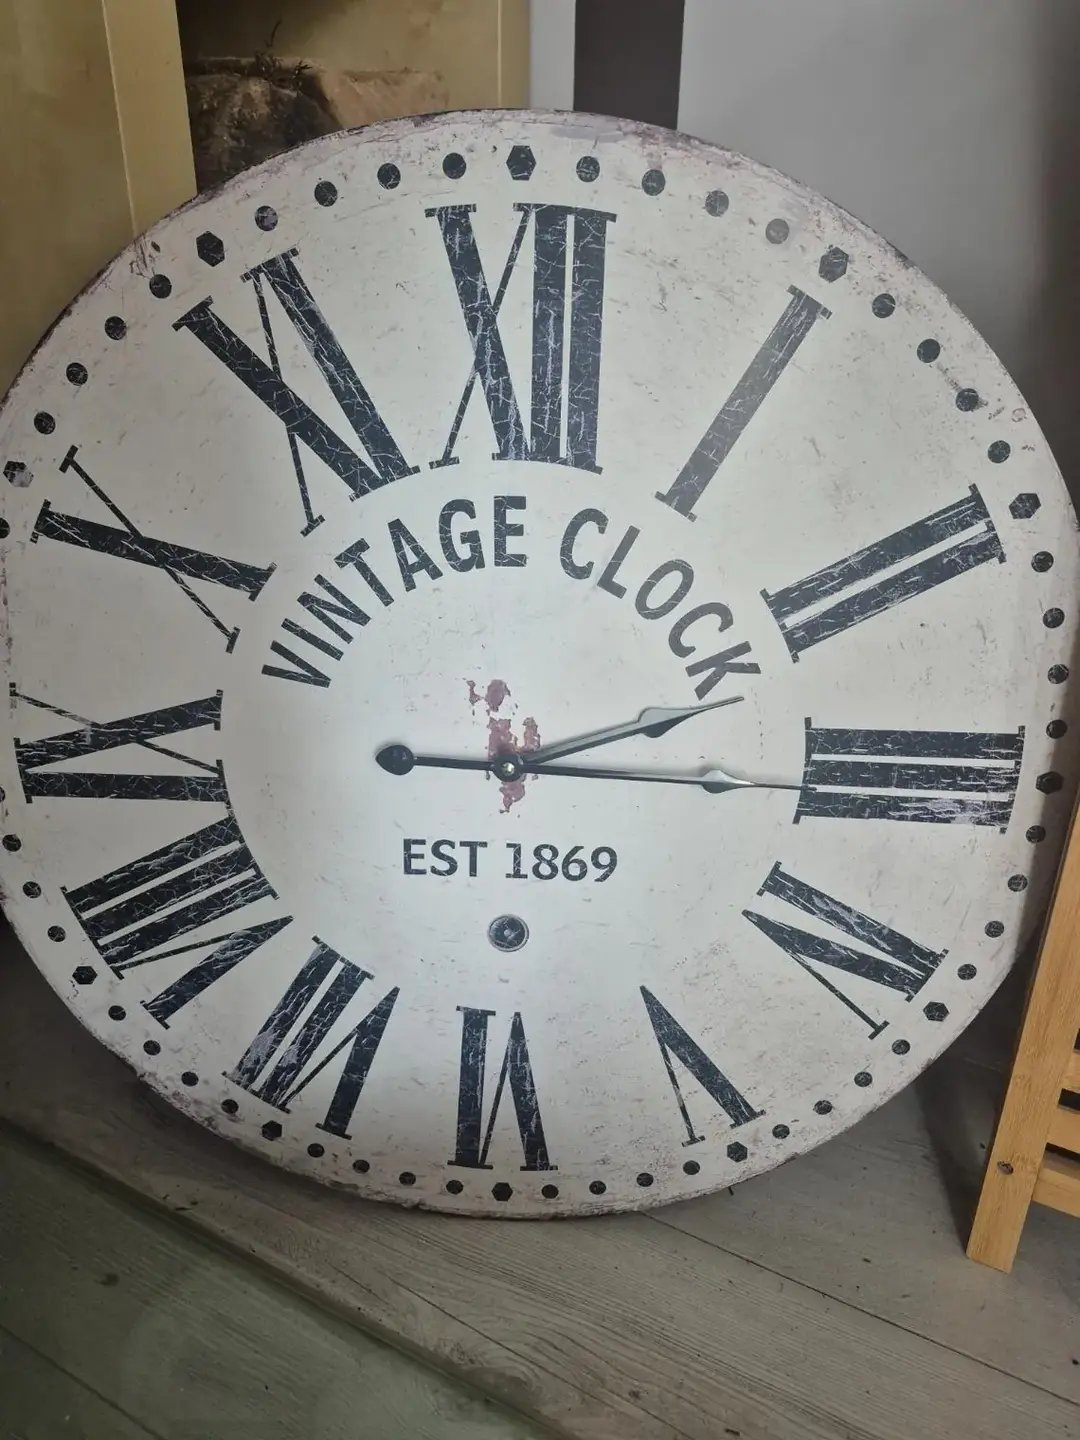 XII
I
II
III
IV
V
VI
VII
VIII
IX
X
XI
VINTAGE CLOCK
EST 1869